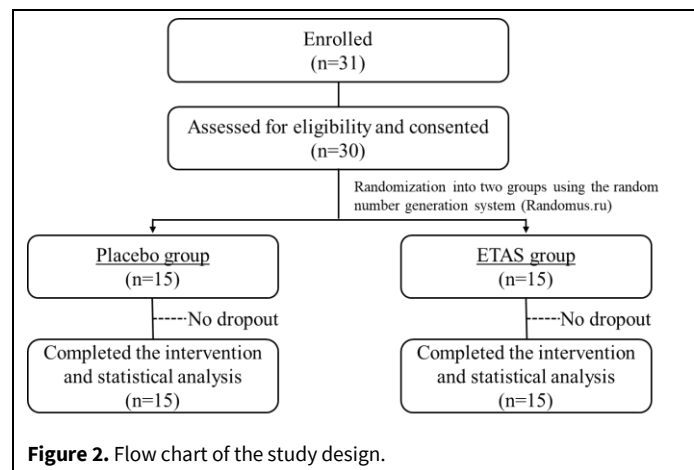 Enrolled
(n=31)
Assessed for eligibility and consented
(n=30)
Randomization into two groups using the random
number generation system (Randomus.ru)
Placebo group
(n=15)
ETAS group
(n=15)
No dropout
No dropout
Completed the intervention
and statistical analysis
(n=15)
Completed the intervention
and statistical analysis
(n=15)
Figure 2. Flow chart of the study design.